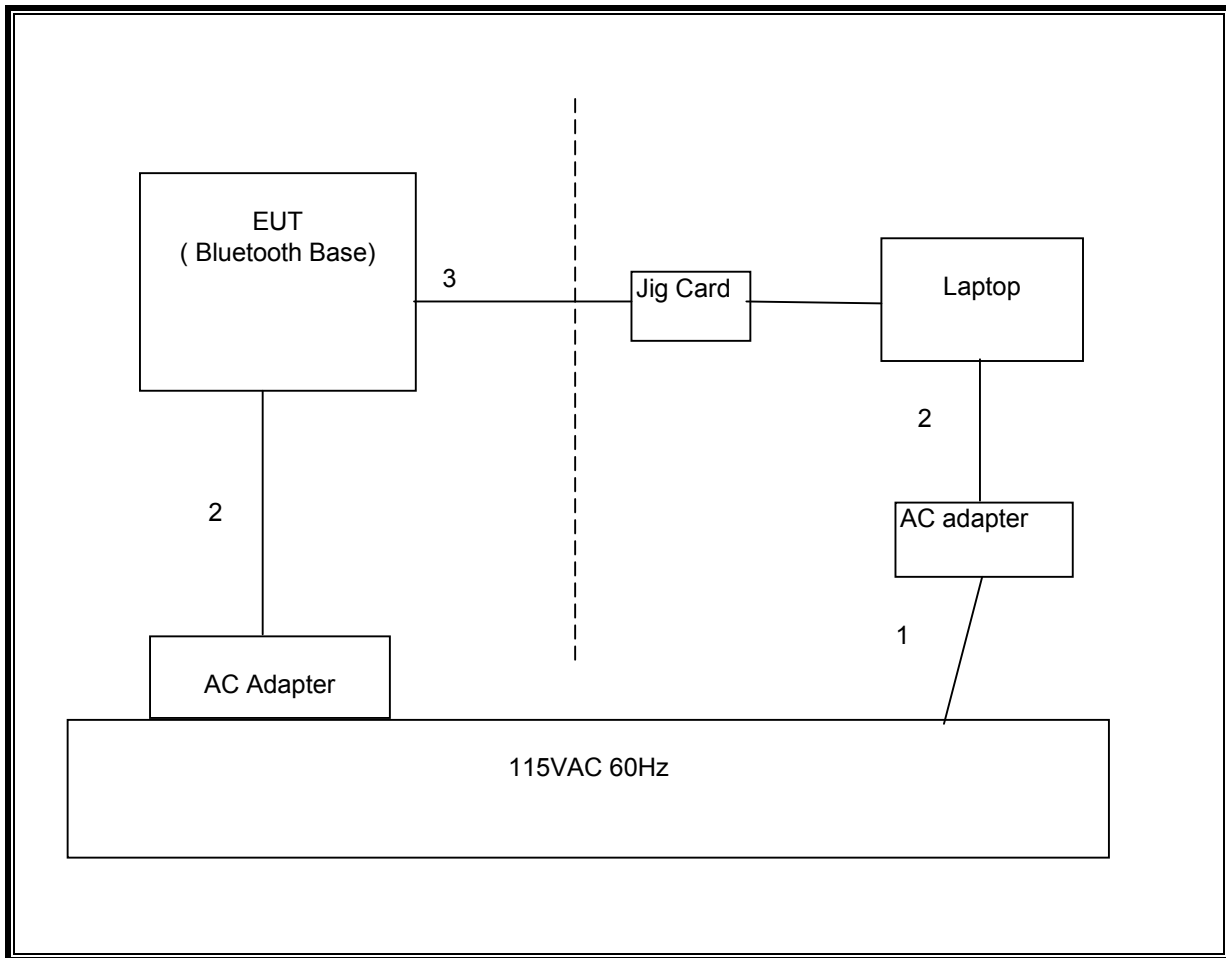 EUT
( Bluetooth Base)
3
Jig Card
Laptop
2
2
AC adapter
1
AC Adapter
115VAC 60Hz